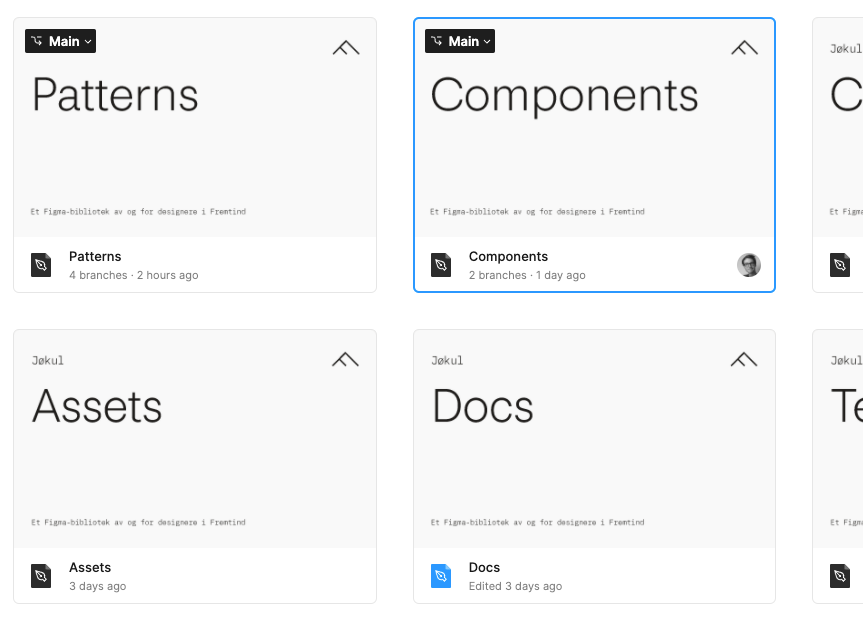 Main
Patterns
Et Figma-bibliotek av og for designere i Fremtind
Patterns
4 branches · 2 hours ago
Main
Components
Et Figma-bibliotek av og for designere i Fremtind
Components
2 branches · 1 day ago
Jøkul
C
Et Figma
Jøkul
Assets
Et Figma-bibliotek av og for designere i Fremtind
Assets
3 days ago
Jøkul
Docs
Et Figma-bibliotek av og for designere i Fremtind
Docs
Edited 3 days ago
Jøkul
Te
Et Figma